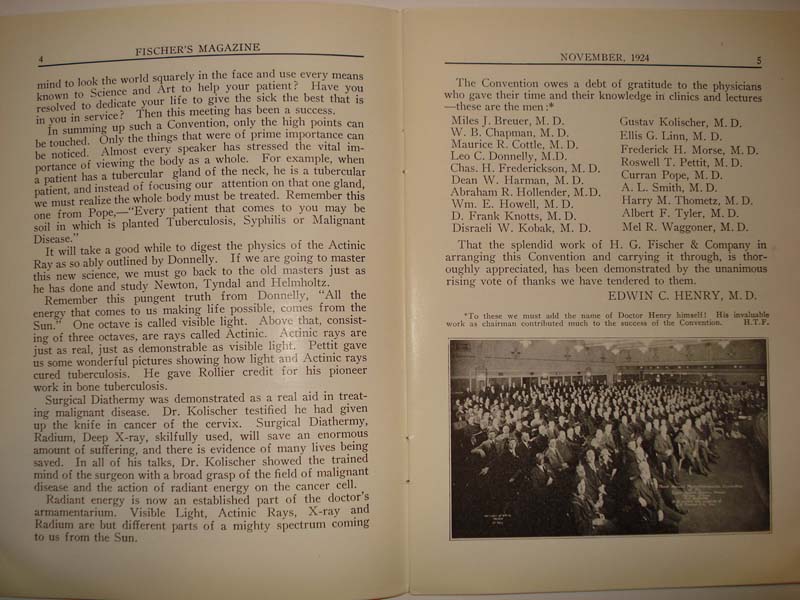 4
FISCHER'S MAGAZINE
mind to look the world squarely in the face and use every means
known to Science and Art to help your patient? Have you
resolved to dedicate your life to give the sick the best that is
in you in service? Then this meeting has been a success.
In summing up such a Convention, only the high points can
be touched. Only the things that were of prime importance can
be noticed. Almost every speaker has stressed the vital im-
portance of viewing the body as a whole. For example, when
a patient has a tubercular gland of the neck, he is a tubercular
patient, and instead of focusing our attention on that one gland,
we must realize the whole body must be treated. Remember this
one from Pope,—"Every patient that comes to you may be
soil in which is planted Tuberculosis, Syphilis or Malignant
Disease."
It will take a good while to digest the physics of the Actinic
Ray as so ably outlined by Donnelly. If we are going to master
this new science, we must go back to the old masters just as
he has done and study Newton, Tyndal and Helmholtz.
Remember this pungent truth from Donnelly, "All the
energy that comes to us making life possible, comes from the
Sun." One octave is called visible light. Above that, consist-
ing of three octaves, are rays called Actinic. Actinic rays are
just as real, just as demonstrable as visible light. Pettit gave
us some wonderful pictures showing how light and Actinic rays
cured tuberculosis. He gave Rollier credit for his pioneer
work in bone tuberculosis.
Surgical Diathermy was demonstrated as a real aid in treat-
ing malignant disease. Dr. Kolischer testified he had given
up the knife in cancer of the cervix. Surgical Diathermy,
Radium, Deep X-ray, skilfully used, will save an enormous
amount of suffering, and there is evidence of many lives being
saved. In all of his talks, Dr. Kolischer showed the trained
mind of the surgeon with a broad grasp of the field of malignant
disease and the action of radiant energy on the cancer cell.
Radiant energy is now an established part of the doctor's
armamentarium. Visible Light, Actinic Rays, X-ray and
Radium are but different parts of a mighty spectrum coming
to us from the Sun.
NOVEMBER, 1924
5
The Convention owes a debt of gratitude to the physicians
who gave their time and their knowledge in clinics and lectures
—these are the men:*
Miles J. Breuer, M. D.
W. B. Chapman, M. D.
Maurice R. Cottle, M. D.
Leo C. Donnelly, M.D.
Chas. H. Frederickson, M. D.
Dean W. Harman, M. D.
Abraham R. Hollender, M.D.
Wm. E. Howell, M. D.
D. Frank Knotts, M. D.
Disraeli W. Kobak, M. D.
Gustav Kolischer, M. D.
Ellis G. Linn, M. D.
Frederick H. Morse, M. D.
Roswell T. Pettit, M. D.
Curran Pope, M. D.
A. L. Smith, M. D.
Harry M. Thometz, M. D.
Albert F. Tyler, M. D.
Mel R. Waggoner, M. D.
That the splendid work of H. G. Fischer & Company in
arranging this Convention and carrying it through, is thor-
oughly appreciated, has been demonstrated by the unanimous
rising vote of thanks we have tendered to them.
EDWIN C. HENRY, M. D.
*To these we must add the name of Doctor Henry himself! His invaluable
work as chairman contributed much to the success of the Convention. H.T.F.